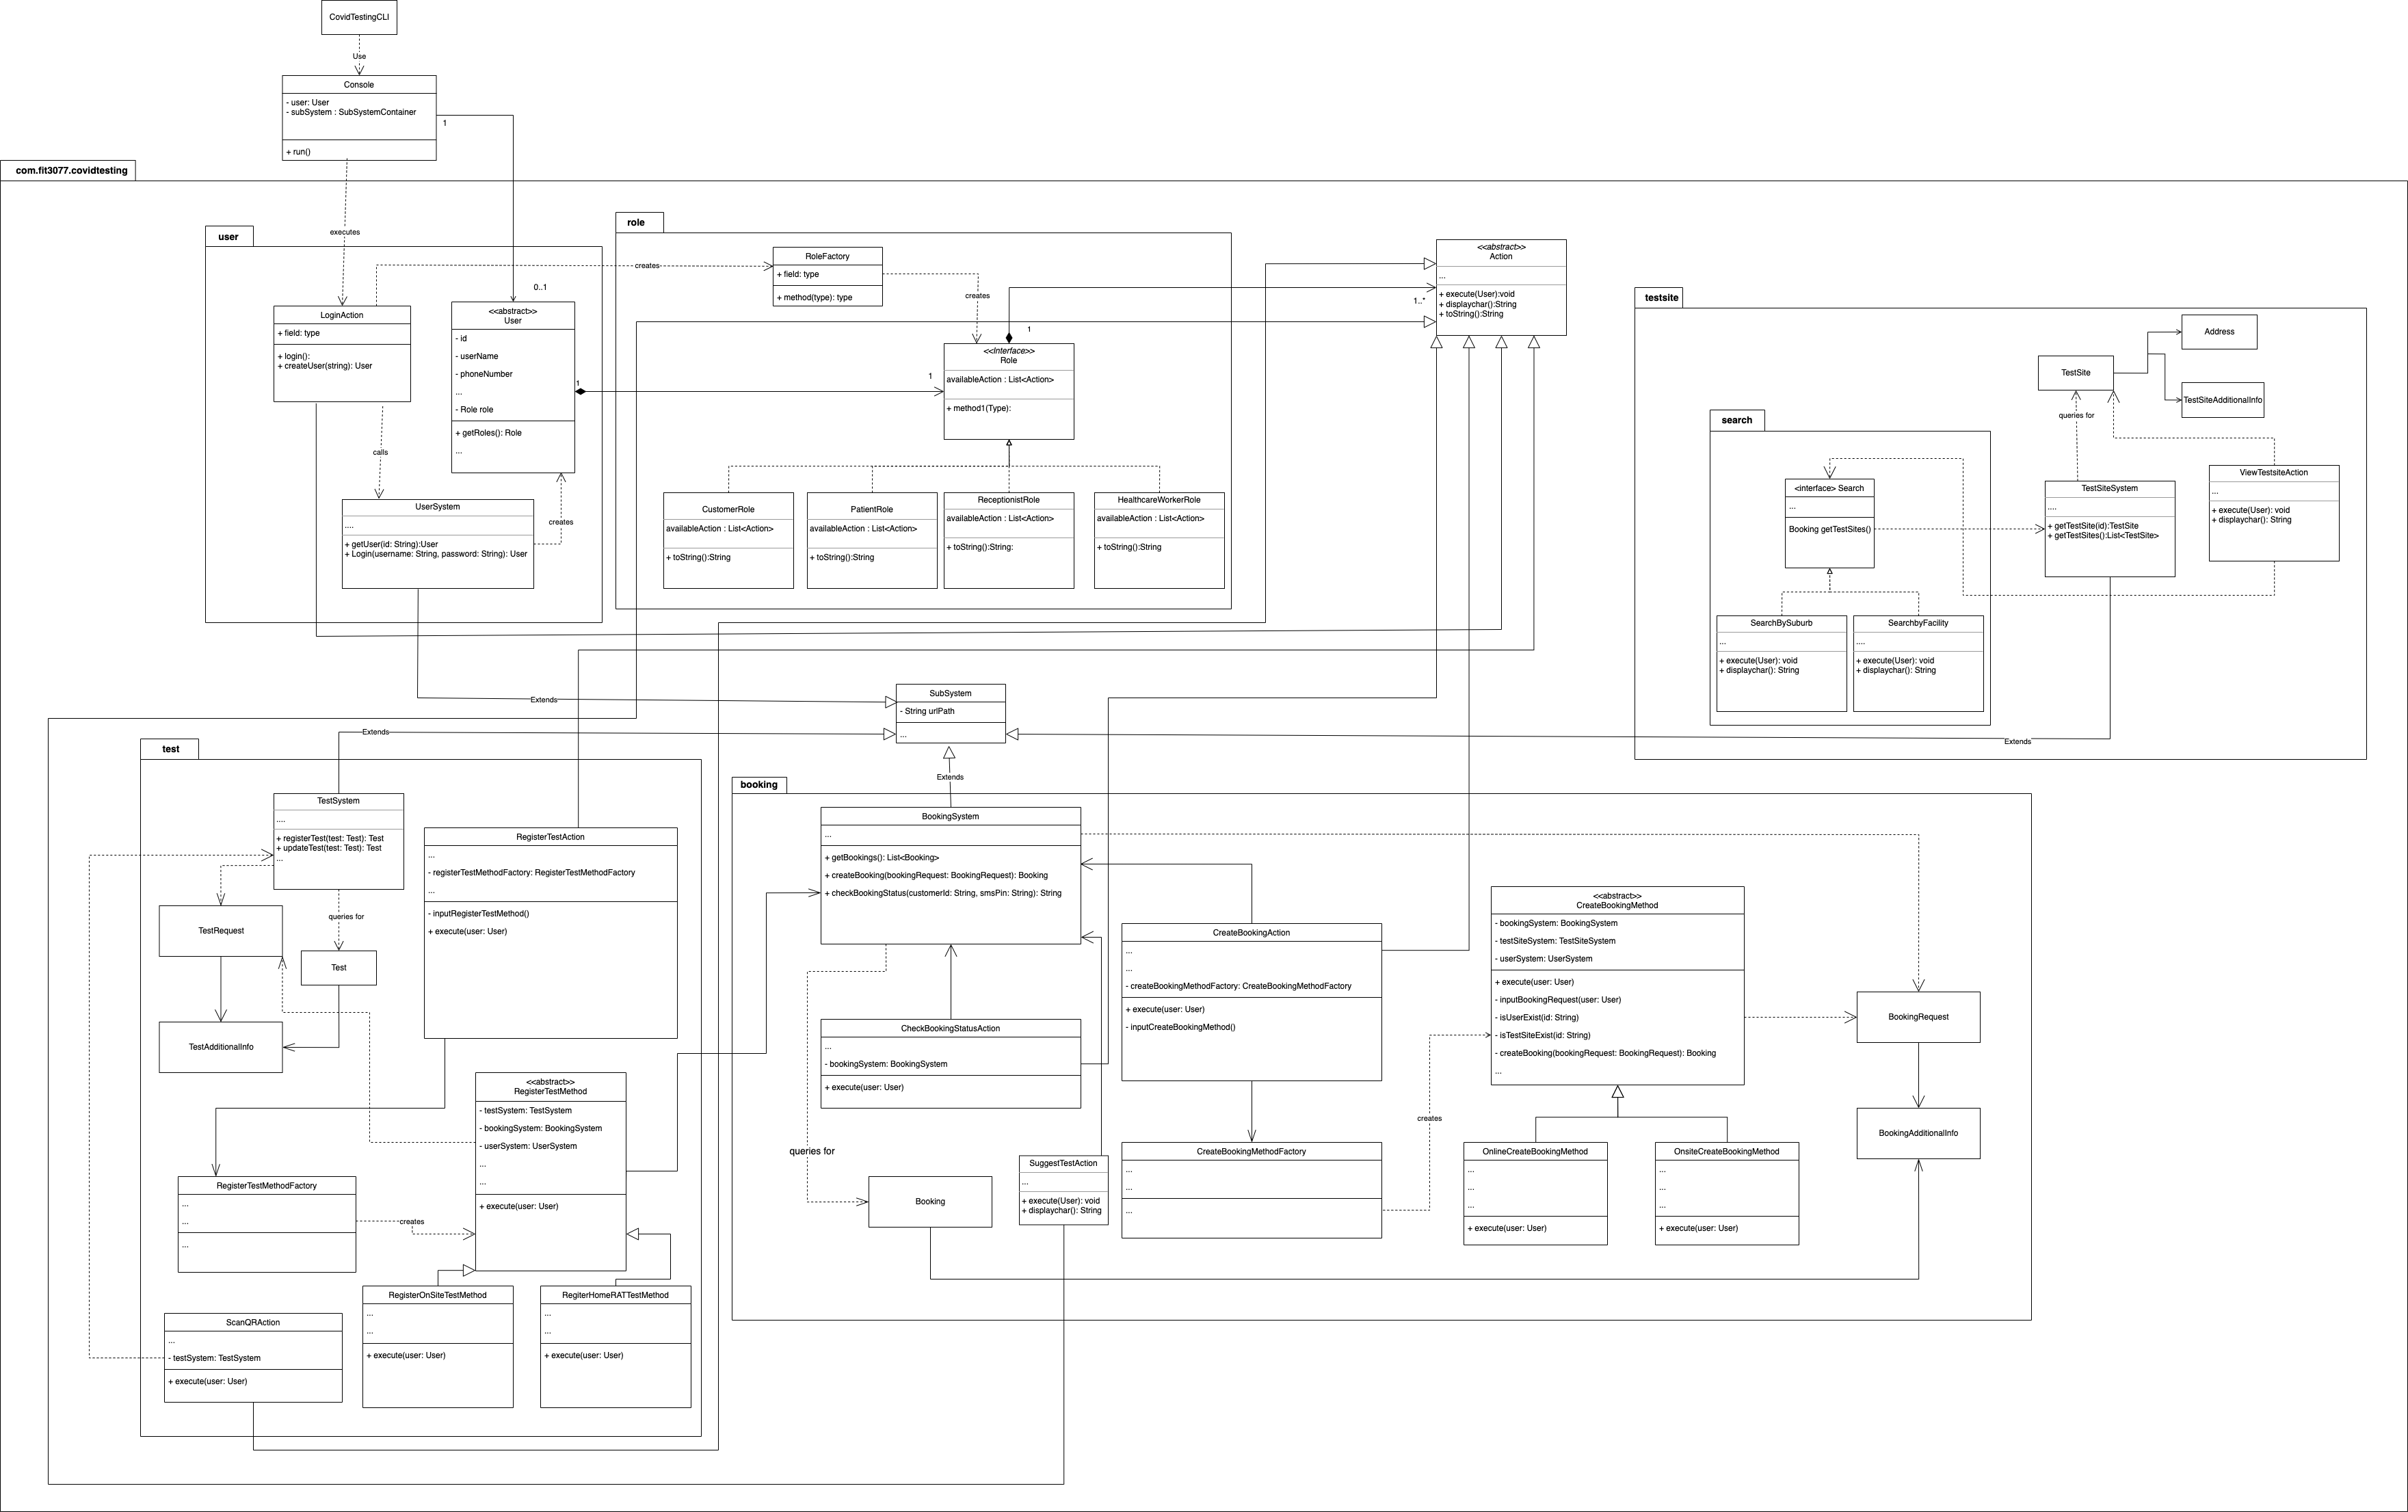 CovidTestingCLI
Use
Console
- user: User
- subSystem : SubSystemContainer
+ run()
1
com.fit3077.covidtesting
user
executes
LoginAction
+ field: type
+ login():
+ createUser(string): User
0..1
<<abstract>>
User
- id
- userName
- phoneNumber
...
- Role role
+ getRoles(): Role
...
1
calls
UserSystem
....
+ getUser(id: String):User
+ Login(username: String, password: String): User
creates
role
creates
RoleFactory
+ field: type
+ method(type): type
creates
1
1
<<Interface>>
Role
availableAction : List<Action>
+ method1(Type):
CustomerRole
availableAction : List<Action>
+ toString():String
PatientRole
availableAction : List<Action>
+ toString():String
ReceptionistRole
availableAction : List<Action>
+ toString():String:
HealthcareWorkerRole
availableAction : List<Action>
+ toString():String
<<abstract>>
Action
...
+ execute(User):void
+ displaychar():String
+ toString():String
1..*
testsite
Address
TestSite
TestSiteAdditionalInfo
queries for
search
<interface> Search
...
Booking getTestSites()
TestSiteSystem
....
+ getTestSite(id):TestSite
+ getTestSites():List<TestSite>
ViewTestsiteAction
...
+ execute(User): void
+ displaychar(): String
SearchBySuburb
...
+ execute(User): void
+ displaychar(): String
SearchbyFacility
....
+ execute(User): void
+ displaychar(): String
Extends
SubSystem
- String urlPath
...
Extends
Extends
Extends
test
TestSystem
....
+ registerTest(test: Test): Test
+ updateTest(test: Test): Test
...
TestRequest
queries for
Test
TestAdditionalInfo
RegisterTestAction
...
- registerTestMethodFactory: RegisterTestMethodFactory
...
- inputRegisterTestMethod()
+ execute(user: User)
<<abstract>>
RegisterTestMethod
- testSystem: TestSystem
- bookingSystem: BookingSystem
- userSystem: UserSystem
...
...
+ execute(user: User)
RegisterTestMethodFactory
...
...
...
creates
RegisterOnSiteTestMethod
...
...
+ execute(user: User)
RegiterHomeRATTestMethod
...
...
+ execute(user: User)
ScanQRAction
...
- testSystem: TestSystem
+ execute(user: User)
booking
BookingSystem
...
+ getBookings(): List<Booking>
+ createBooking(bookingRequest: BookingRequest): Booking
+ checkBookingStatus(customerId: String, smsPin: String): String
CheckBookingStatusAction
...
- bookingSystem: BookingSystem
+ execute(user: User)
queries for
Booking
SuggestTestAction
...
+ execute(User): void
+ displaychar(): String
CreateBookingAction
...
...
- createBookingMethodFactory: CreateBookingMethodFactory
+ execute(user: User)
- inputCreateBookingMethod()
CreateBookingMethodFactory
...
...
...
creates
<<abstract>>
CreateBookingMethod
- bookingSystem: BookingSystem
- testSiteSystem: TestSiteSystem
- userSystem: UserSystem
+ execute(user: User)
- inputBookingRequest(user: User)
- isUserExist(id: String)
- isTestSiteExist(id: String)
- createBooking(bookingRequest: BookingRequest): Booking
...
OnlineCreateBookingMethod
...
...
...
+ execute(user: User)
OnsiteCreateBookingMethod
...
...
...
+ execute(user: User)
BookingRequest
BookingAdditionalInfo